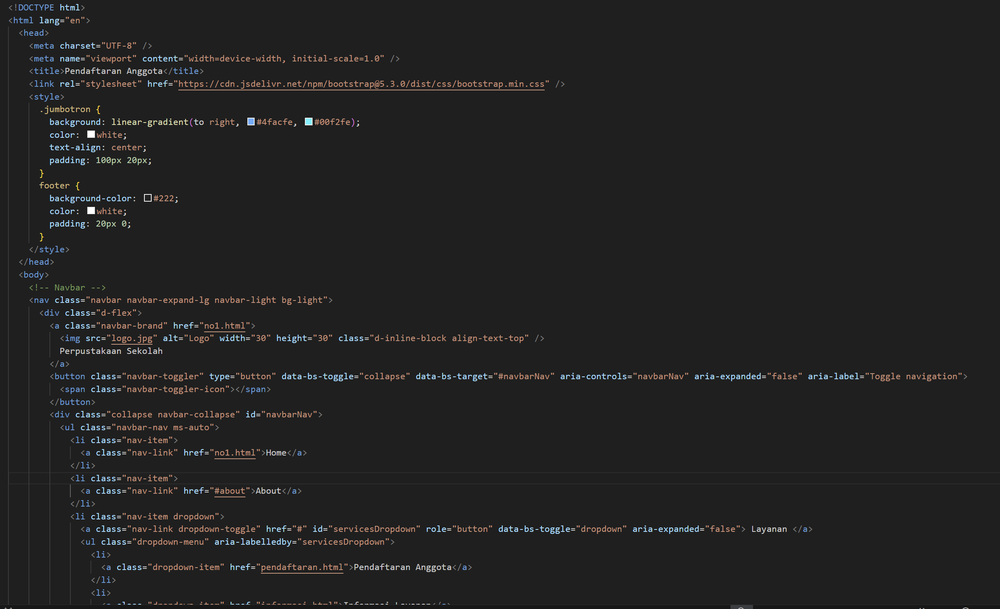 <!DOCTYPE html>
<html lang="en">
<head>
<meta charset="UTF-8" />
<meta name="viewport" content="width=device-width, initial-scale=1.0" />
<title>Pendaftaran Anggota</title>
<link rel="stylesheet" href="https://cdn.jsdelivr.net/npm/bootstrap@5.3.0/dist/css/bootstrap.min.css" />
<style>
.jumbotron {
background: linear-gradient(to right, #4facfe, #00f2fe);
color: white;
text-align: center;
padding: 100px 20px;
}
footer {
background-color: #222;
color: white;
padding: 20px 0;
}
</style>
</head>
<body>
<!-- Navbar -->
<nav class="navbar navbar-expand-lg navbar-light bg-light">
<div class="d-flex">
<a class="navbar-brand" href="no1.html">
<img src="logo.jpg" alt="Logo" width="30" height="30" class="d-inline-block align-text-top" />
Perpustakaan Sekolah
</a>
<button class="navbar-toggler" type="button" data-bs-toggle="collapse" data-bs-target="#navbarNav" aria-controls="navbarNav" aria-expanded="false" aria-label="Toggle navigation">
<span class="navbar-toggler-icon"></span>
</button>
<div class="collapse navbar-collapse" id="navbarNav">
<ul class="navbar-nav ms-auto">
<li class="nav-item">
<a class="nav-link" href="no1.html">Home</a>
</li>
<li class="nav-item">
<a class="nav-link" href="#about">About</a>
</li>
<li class="nav-item dropdown">
<a class="nav-link dropdown-toggle" href="#" id="servicesDropdown" role="button" data-bs-toggle="dropdown" aria-expanded="false"> Layanan </a>
<ul class="dropdown-menu" aria-labelledby="servicesDropdown">
<li>
<a class="dropdown-item" href="pendaftaran.html">Pendaftaran Anggota</a>
</li>
<li>
<a class="dropdown-item" href="informasi.html">Informasi Layanan</a>